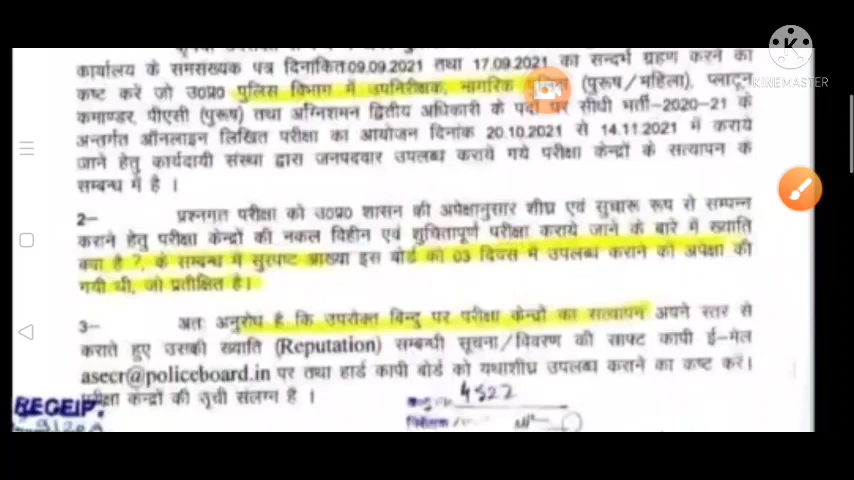 कार्यालय के समसंख्यक पत्र दिनांकित 09.09.2021 तथा 17.09.2021 का सन्दर्भ ग्रहण करने का
कष्ट करें जो उ0प्र0 पुलिस विभाग में उपनिरीक्षक, नागरिक (पुरूष/महिला), प्लाटून
कमाण्डर, पीएसी (पुरूष) तथा अग्निशमन द्वितीय अधिकारी के पदों पर सीधी भर्ती-2020-21 के
अन्तर्गत ऑनलाइन लिखित परीक्षा का आयोजन दिनांक 20.10.2021 से 14.11.2021 में कराये
जाने हेतु कार्यदायी संस्था द्वारा जनपदवार उपलब्ध कराये गये परीक्षा केन्द्रों के सत्यापन के
सम्बन्ध में है ।
2- प्रश्नगत परीक्षा को उ0प्र0 शासन की अपेक्षानुसार शीघ्र एवं सुचारू रूप से सम्पन्न
कराने हेतु परीक्षा केन्द्रों की नकल विहीन एवं शुचितापूर्ण परीक्षा कराये जाने के बारे में ख्याति
क्या है ?, के सम्बन्ध में सुस्पष्ट आख्या इस बोर्ड को 03 दिवस में उपलब्ध कराने की अपेक्षा की
गयी थी, जो प्रतीक्षित है।
3- अतः अनुरोध है कि उपरोक्त बिन्दु पर परीक्षा केन्द्रों का सत्यापन अपने स्तर से
कराते हुए उसकी ख्याति (Reputation) सम्बन्धी सूचना/विवरण की साफ्ट कापी ई-मेल
asecr@policeboard.in पर तथा हार्ड कापी बोर्ड को यथाशीघ्र उपलब्ध कराने का कष्ट करें।
परीक्षा केन्द्रों की सूची संलग्न है ।
RECEIP.
4822
KINEMASTER